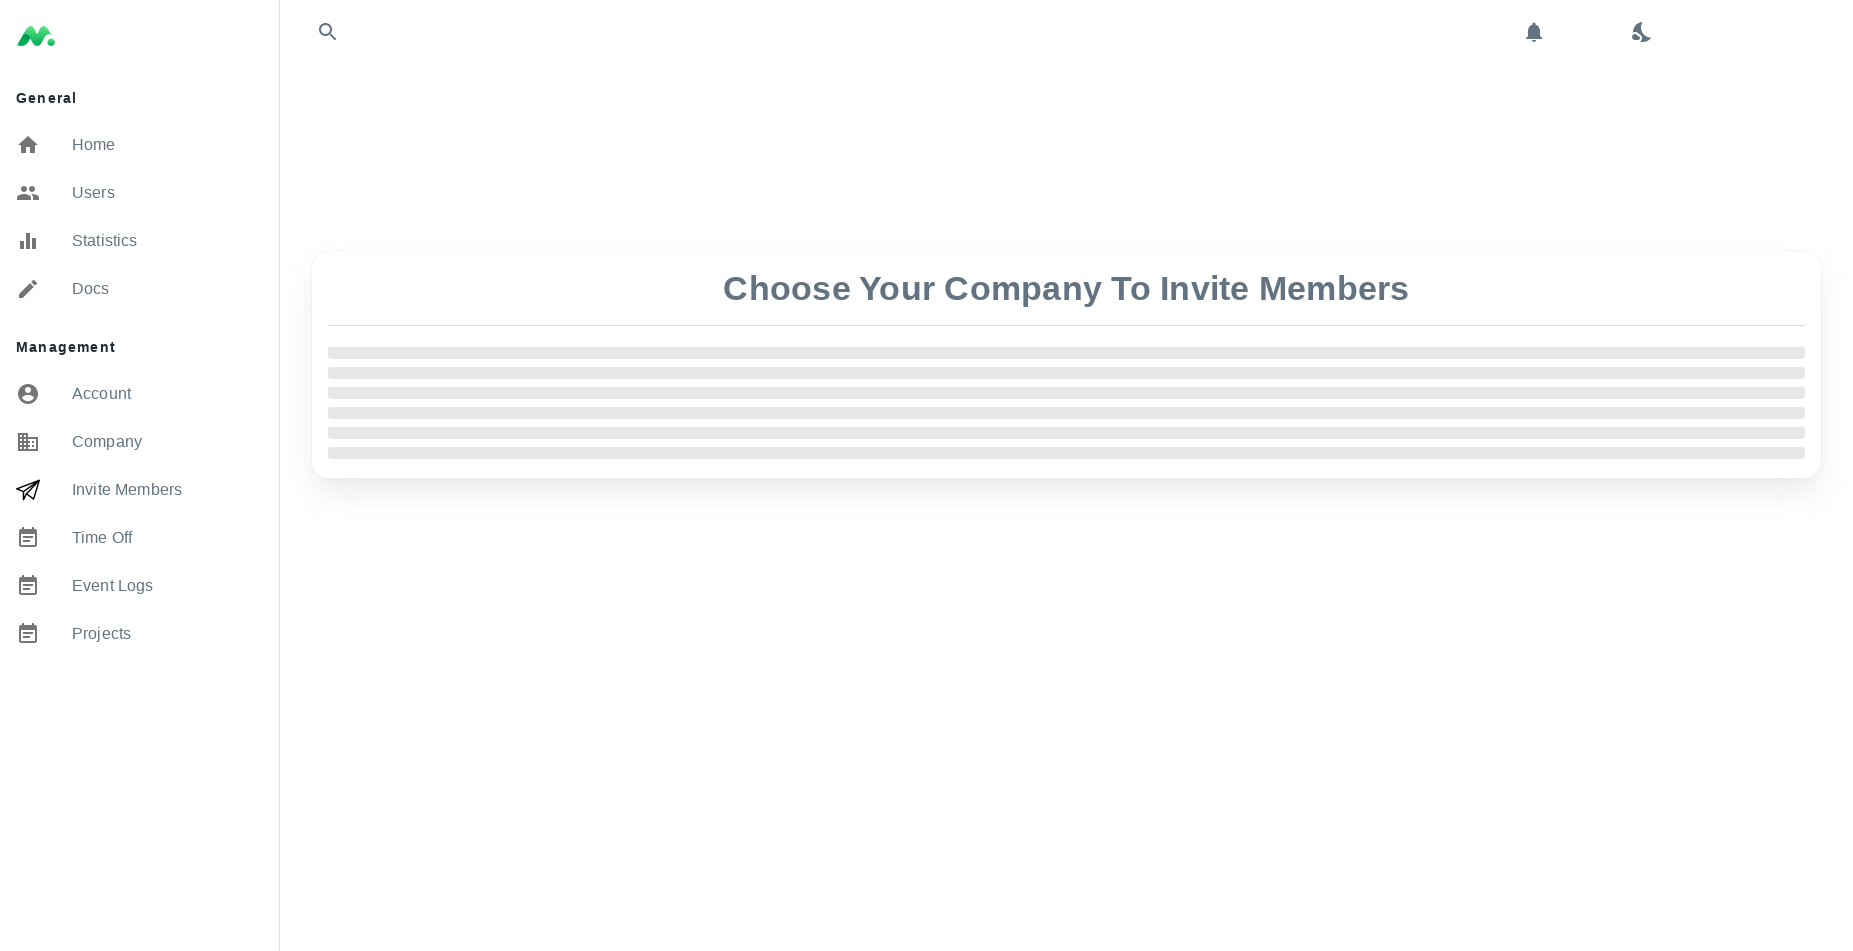 General
Home
Users
Statistics
Docs
Management
Account
Company
Invite Members
Time Off
Event Logs
Projects
Choose Your Company To Invite Members